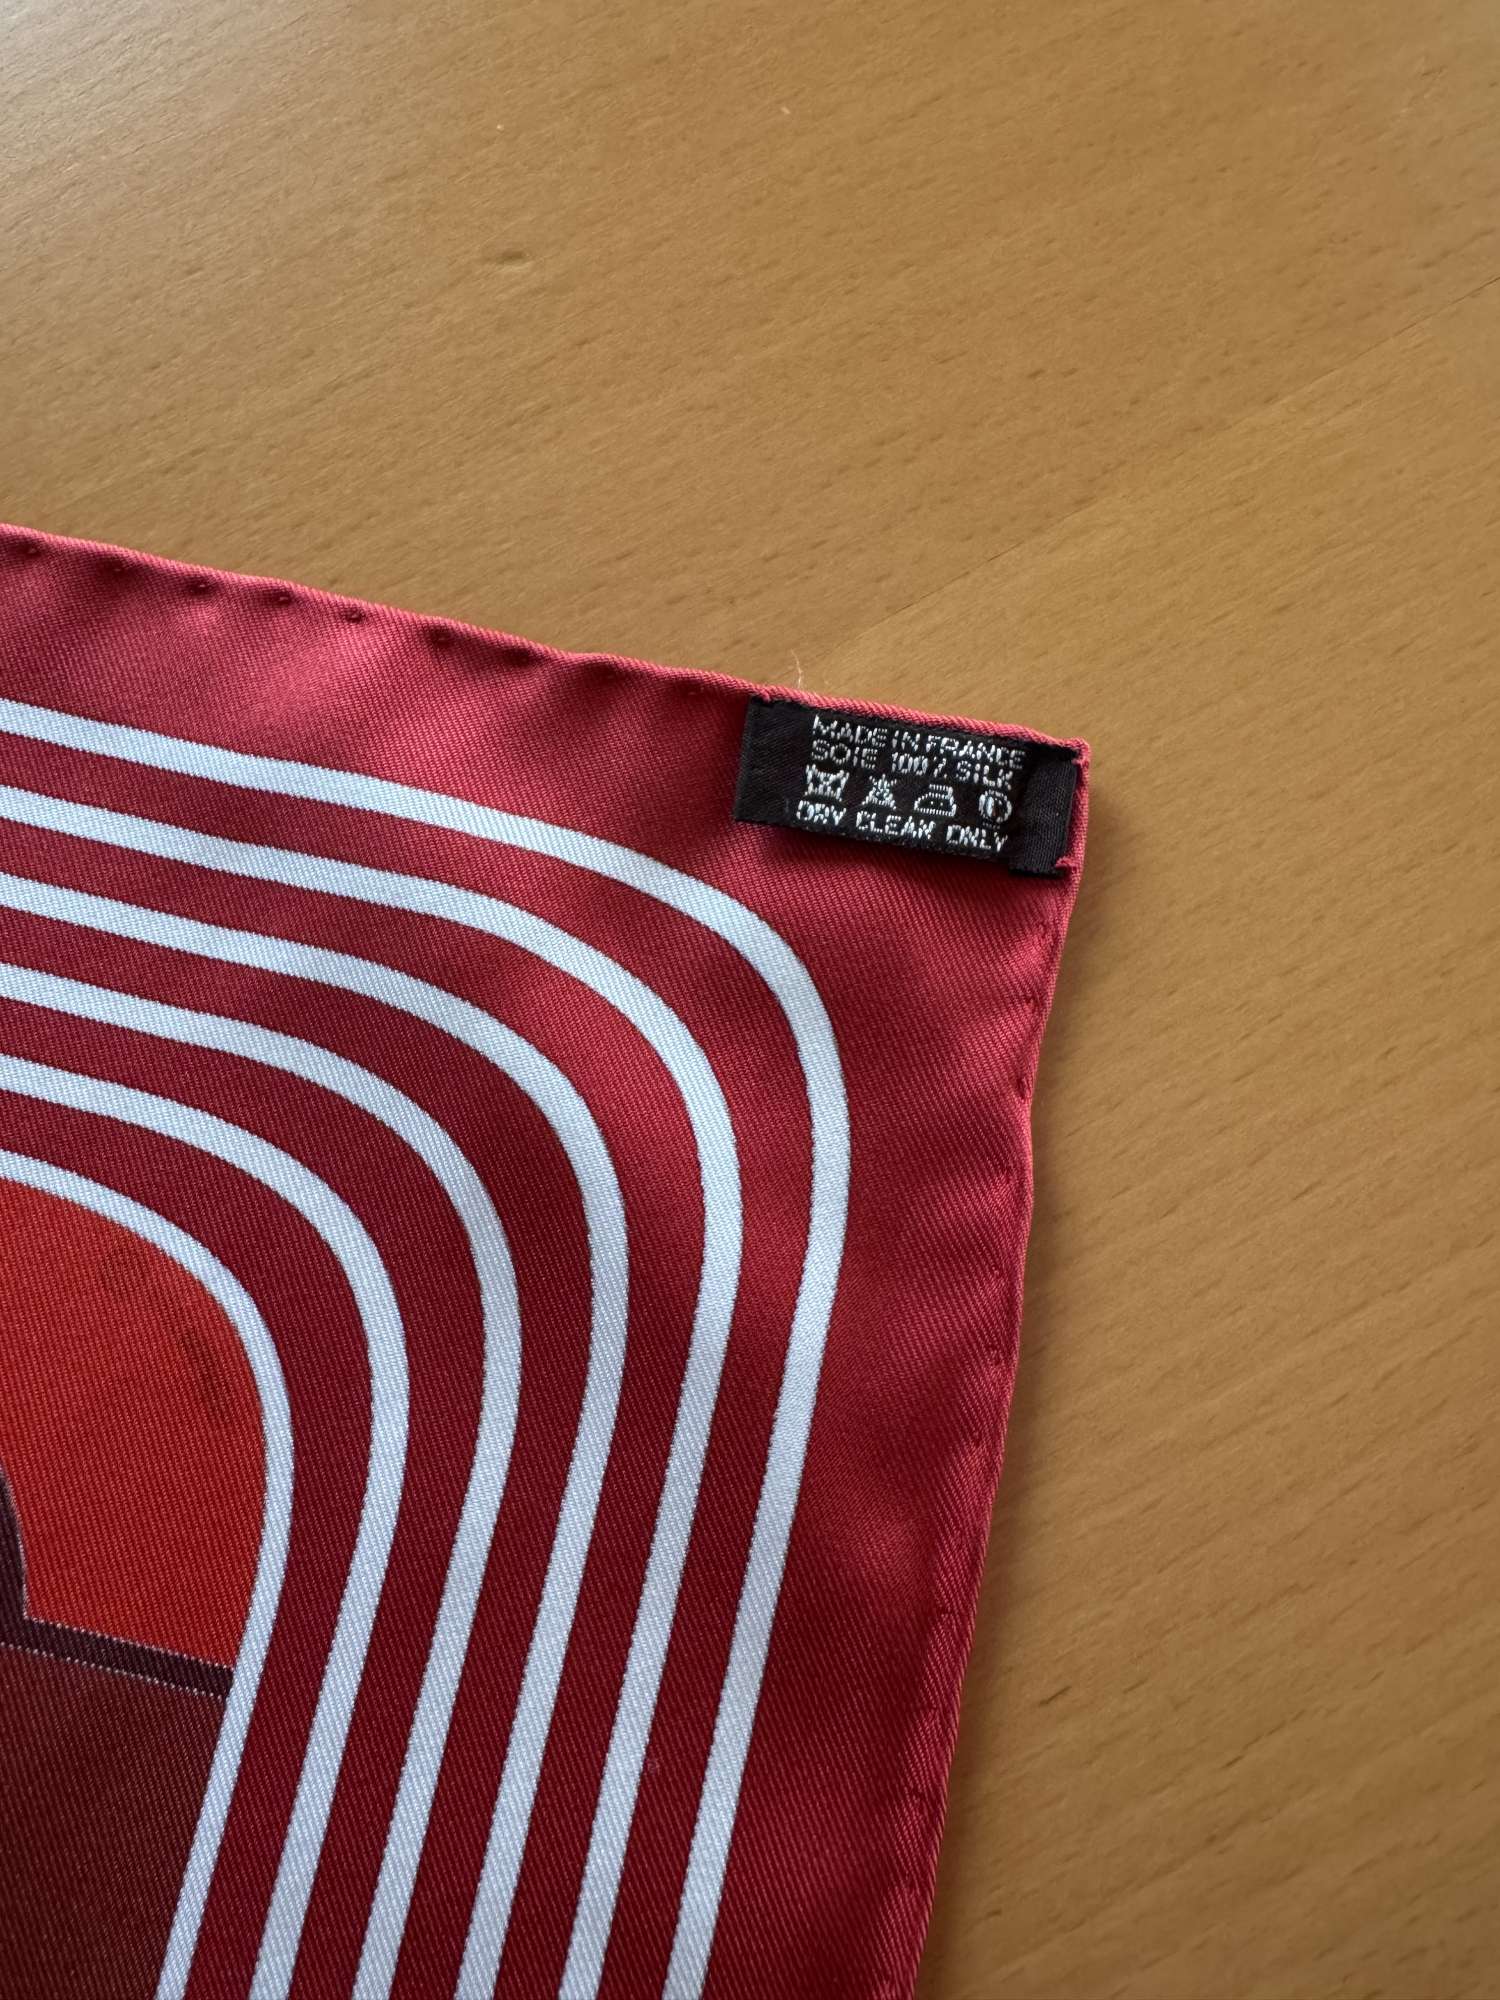 MADE IN FRANCE
SOIE 100% SILK
DRY CLEAN ONLY